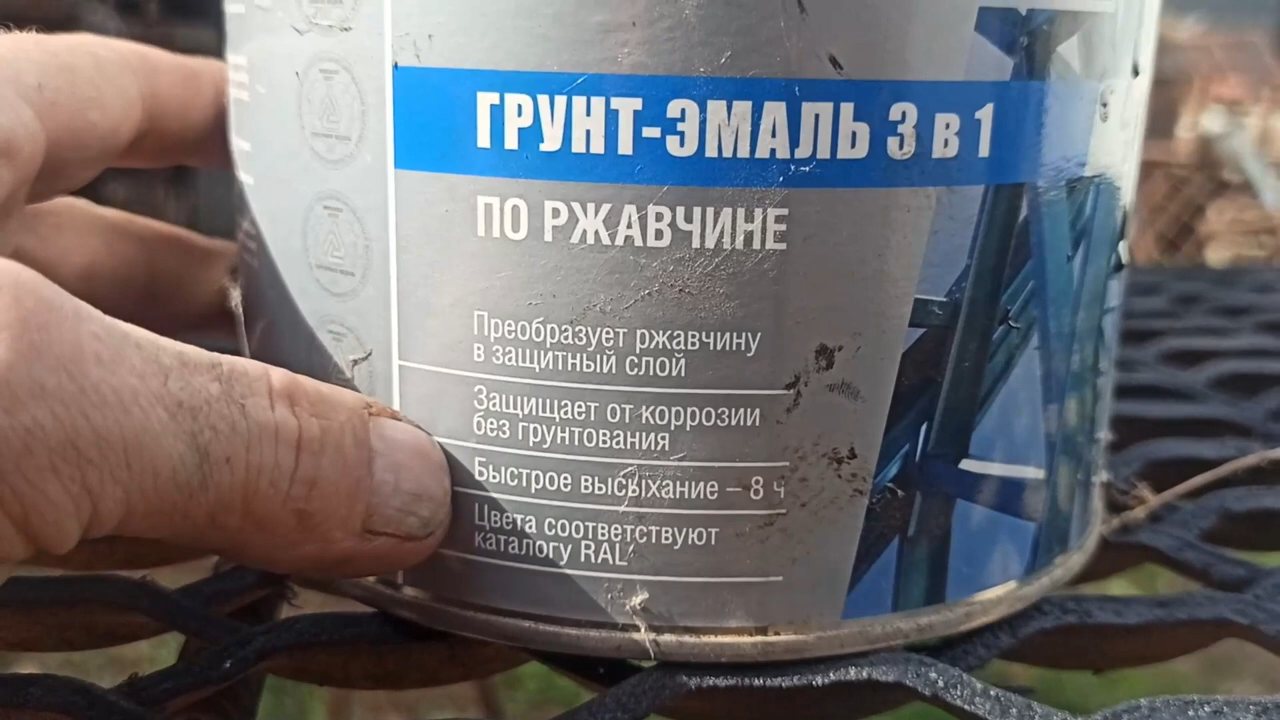 ГРУНТ-ЭМАЛЬ 3 в 1
ПО РЖАВЧИНЕ
Преобразует ржавчину
в защитный слой
Защищает от коррозии
без грунтования
Быстрое высыхание – 8 ч
Цвета соответствуют
каталогу RAL